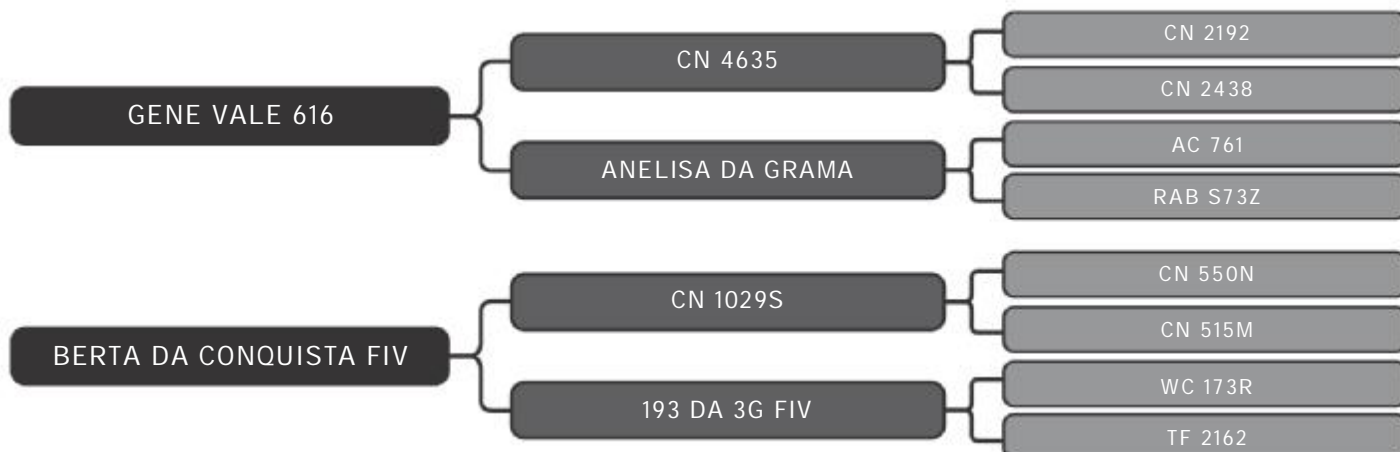 CN 2192
CN 4635
CN 2438
GENE VALE 616
AC 761
ANELISA DA GRAMA
RAB S73Z
CN 550N
CN 1029S
CN 515M
BERTA DA CONQUISTA FIV
WC 173R
193 DA 3G FIV
TF 2162